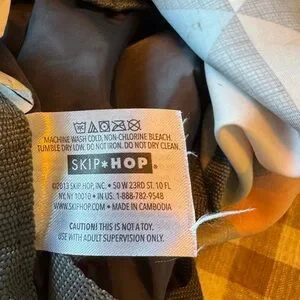 MACHINE WASH COLD, NON-CHLORINE BLEACH,
TUMBLE DRY LOW, DO NOT IRON. DO NOT DRY CLEAN.
SKIP*HOP®
©2013 SKIP HOP, INC. • 50 W 23RD ST. 10 FL
NY, NY 10010 • IN US: 1-888-782-9548
WWW.SKIPHOP.COM • MADE IN CAMBODIA
CAUTION! THIS IS NOT A TOY.
USE WITH ADULT SUPERVISION ONLY.